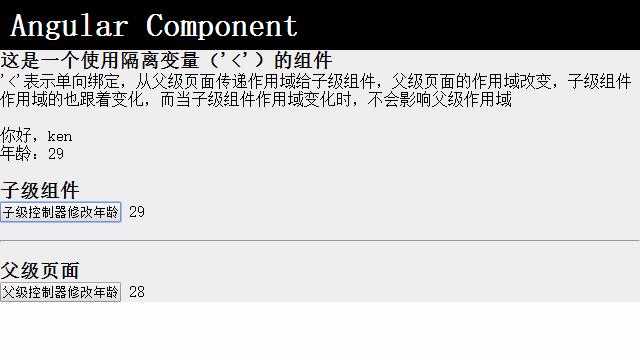 Angular Component
这是一个使用隔离变量（'<'）的组件
'<'表示单向绑定，从父级页面传递作用域给子级组件，父级页面的作用域改变，子级组件
作用域的也跟着变化，而当子级组件作用域变化时，不会影响父级作用域
你好，ken
年龄：29
子级组件
子级控制器修改年龄 29
父级页面
父级控制器修改年龄 28